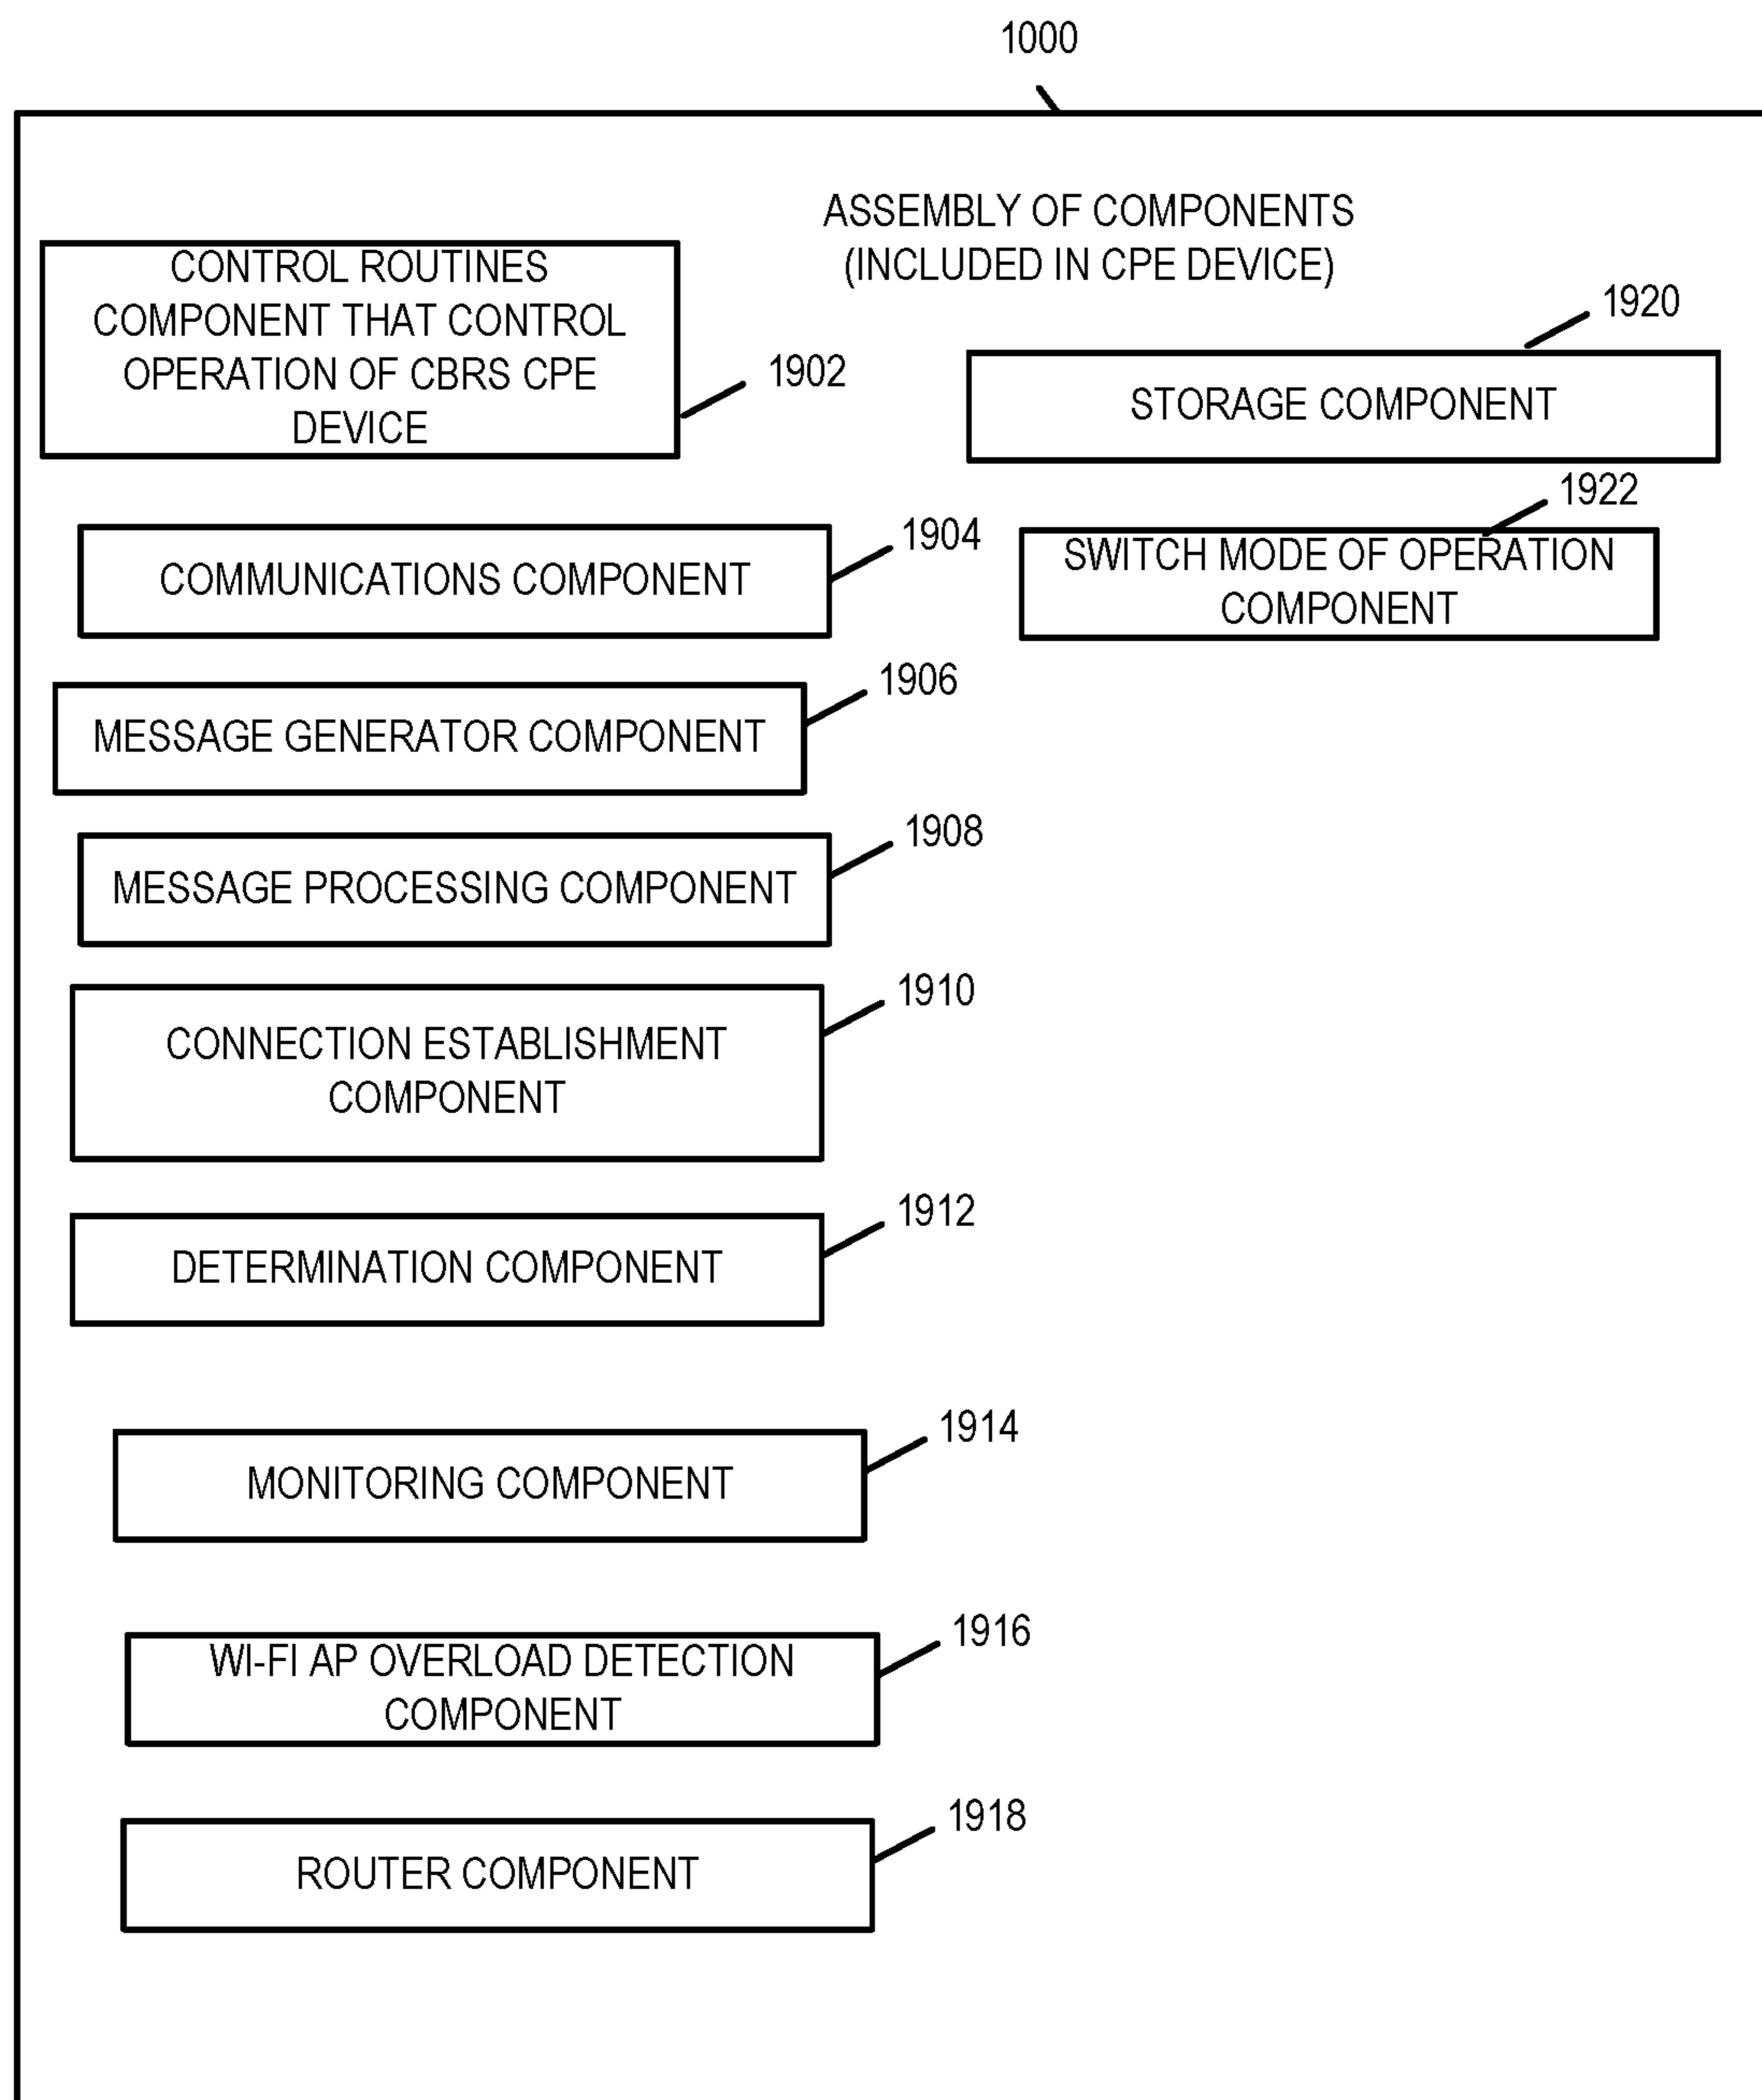 1000
ASSEMBLY OF COMPONENTS
(INCLUDED IN CPE DEVICE)
CONTROL ROUTINES
COMPONENT THAT CONTROL
OPERATION OF CBRS CPE
DEVICE
1902
1920
STORAGE COMPONENT
1922
SWITCH MODE OF OPERATION
COMPONENT
1904
COMMUNICATIONS COMPONENT
1906
MESSAGE GENERATOR COMPONENT
1908
MESSAGE PROCESSING COMPONENT
1910
CONNECTION ESTABLISHMENT
COMPONENT
1912
DETERMINATION COMPONENT
1914
MONITORING COMPONENT
1916
WI-FI AP OVERLOAD DETECTION
COMPONENT
1918
ROUTER COMPONENT